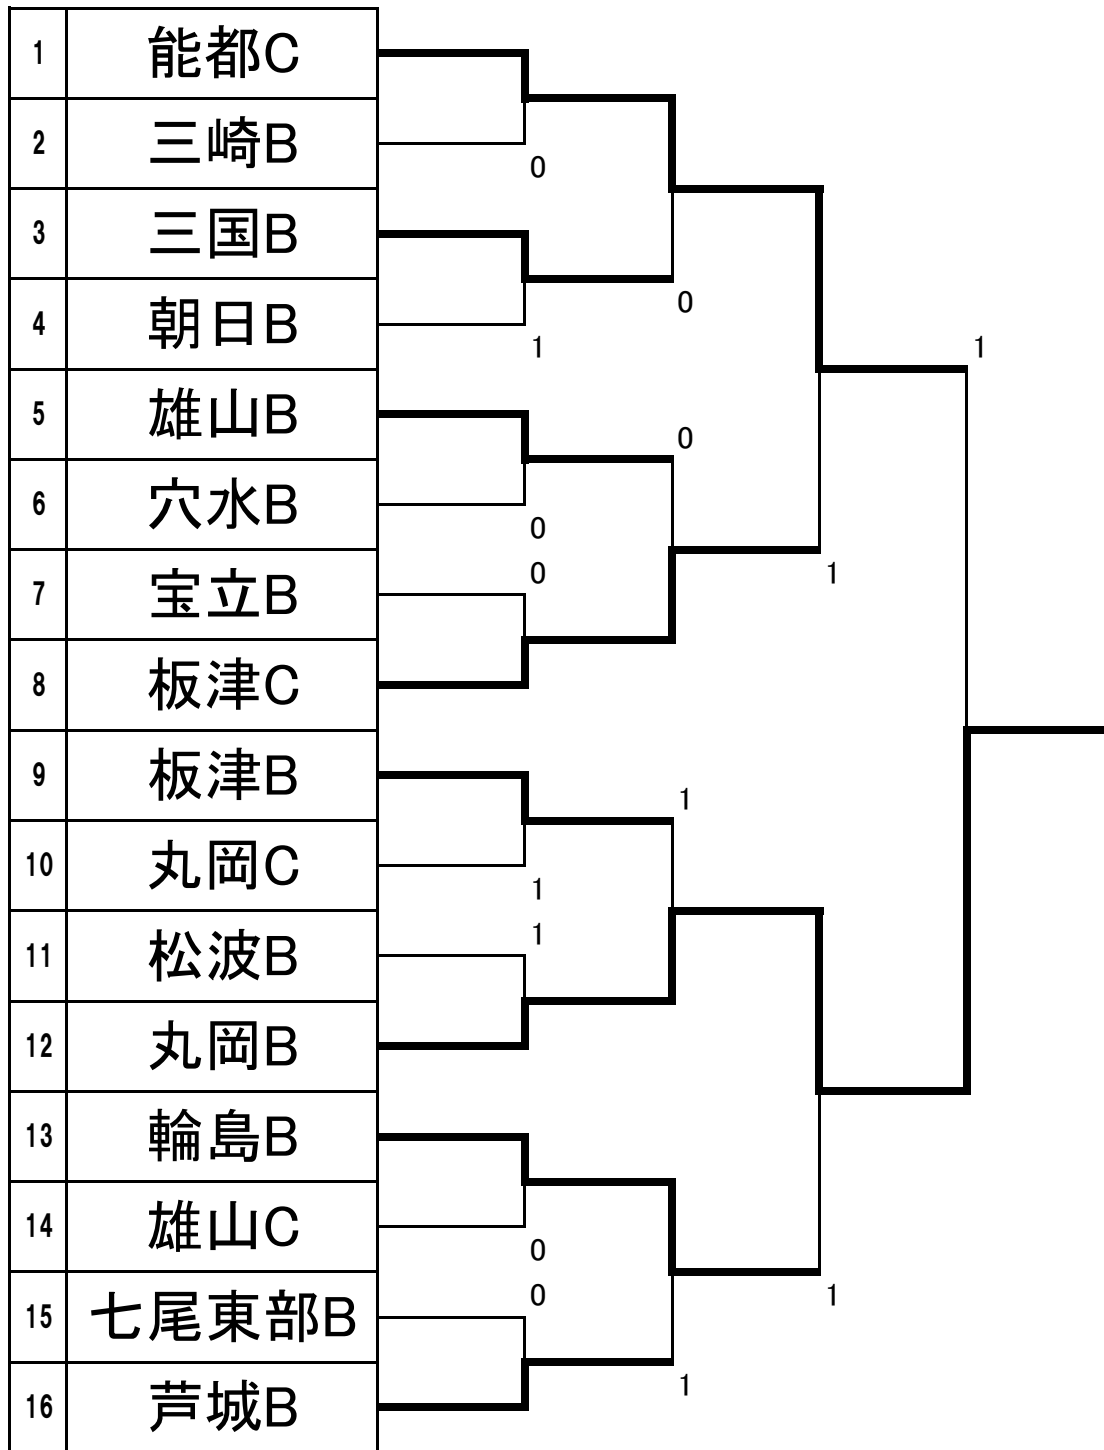 1 能都C
2 三崎B
0
3 三国B
0
4 朝日B
1
1
5 雄山B
0
6 穴水B
0
7 宝立B
0
1
8 板津C
9 板津B
1
10 丸岡C
1
11 松波B
1
12 丸岡B
13 輪島B
14 雄山C
0
15 七尾東部B
0
1
16 芦城B
1